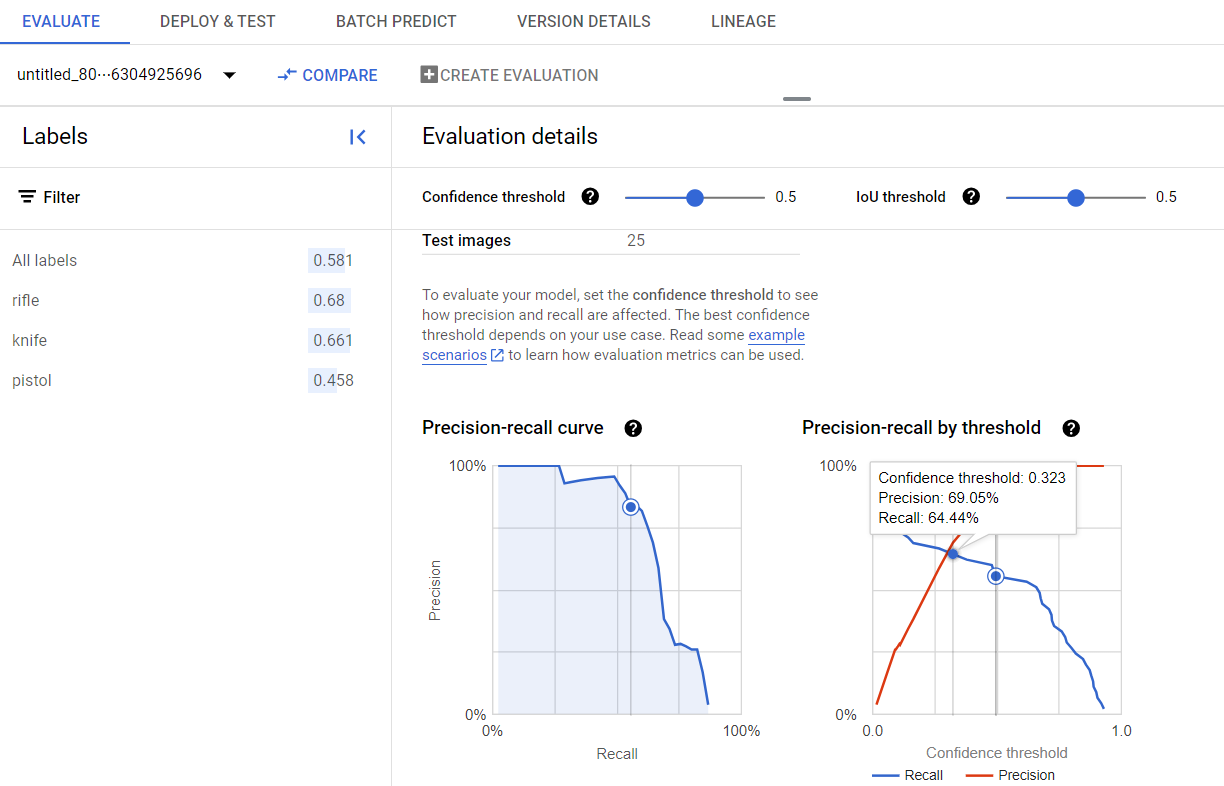 EVALUATE DEPLOY & TEST BATCH PREDICT VERSION DETAILS LINEAGE
untitled_80···6304925696 COMPARE CREATE EVALUATION
Labels
Evaluation details
Filter
Confidence threshold ? 0.5 IoU threshold ? 0.5
Test images 25
All labels 0.581
rifle 0.68
knife 0.661
pistol 0.458
To evaluate your model, set the confidence threshold to see
how precision and recall are affected. The best confidence
threshold depends on your use case. Read some example
scenarios to learn how evaluation metrics can be used.
Precision-recall curve ?
100%
Precision
0%
0% 100%
Recall
Precision-recall by threshold ?
100%
Confidence threshold: 0.323
Precision: 69.05%
Recall: 64.44%
0%
0.0 1.0
Confidence threshold
Recall Precision